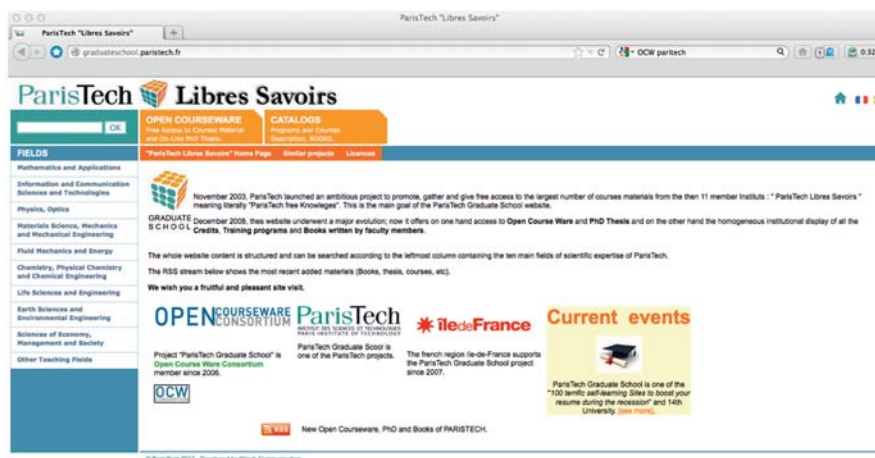 ParisTech "Libres Savoirs"
ParisTech "Libres Savoirs"
graduateschool.paristech.fr
OCW paritech
0:32
ParisTech Libres Savoirs
OK
OPEN COURSEWARE
Free Access to Courses Material
and On-Line PhD Thesis.
CATALOGS
Programs and Courses
Description, BOOKS.
"ParisTech Libres Savoirs" Home Page Similar projects Licences
FIELDS
Mathematics and Applications
Information and Communication
Sciences and Technologies
Physics, Optics
Materials Science, Mechanics
and Mechanical Engineering
Fluid Mechanics and Energy
Chemistry, Physical Chemistry
and Chemical Engineering
Life Sciences and Engineering
Earth Sciences and
Environmental Engineering
Sciences of Economy,
Management and Society
Other Teaching Fields
GRADUATE
SCHOOL
November 2003, ParisTech launched an ambitious project to promote, gather and give free access to the largest number of courses materials from the then 11 member instituts : " ParisTech Libres Savoirs "
meaning literally "ParisTech free Knowleges". This is the main goal of the ParisTech Graduate School website.
December 2008, thes website underwent a major evolution; now it offers on one hand access to Open Course Ware and PhD Thesis and on the other hand the homogeneous institutional display of all the
Credits, Training programs and Books written by faculty members.
The whole website content is structured and can be searched according to the leftmost column containing the ten main fields of scientific expertise of ParisTech.
The RSS stream below shows the most recent added materiels (Books, thesis, courses, etc).
We wish you a fruitful and pleasant site visit.
OPENCOURSEWARE
CONSORTIUM
Project "ParisTech Graduate School" is
Open Course Ware Consortium
member since 2006.
OCW
ParisTech
INSTITUT DES SCIENCES ET TECHNOLOGIES
PARIS INSTITUTE OF TECHNOLOGY
ParisTech Graduate Scool is
one of the ParisTech projects.
îledeFrance
The french region Ile-de-France supports
the ParisTech Graduate School project
since 2007.
Current events
ParisTech Graduate School is one of the
"100 terrific self-learning Sites to boost your
resume during the recession" and 14th
University. [see more].
RSS
New Open Courseware, PhD and Books of PARISTECH.